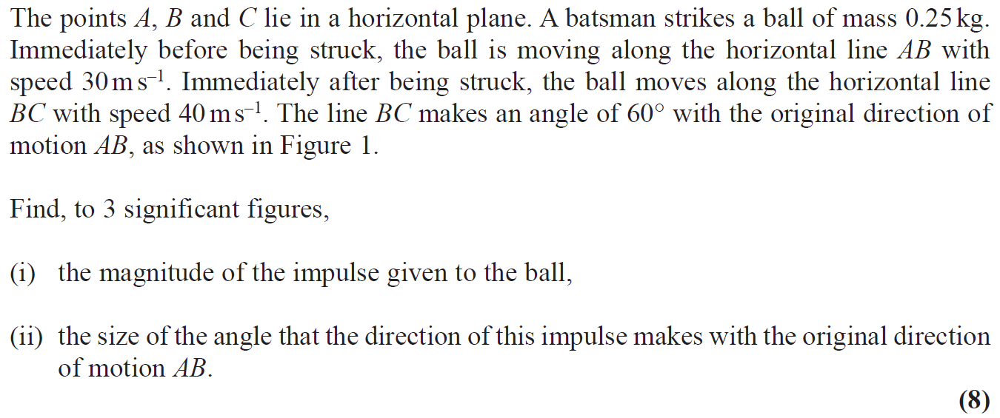 The points A, B and C lie in a horizontal plane. A batsman strikes a ball of mass 0.25 kg.
Immediately before being struck, the ball is moving along the horizontal line AB with
speed 30 m s⁻¹. Immediately after being struck, the ball moves along the horizontal line
BC with speed 40 m s⁻¹. The line BC makes an angle of 60° with the original direction of
motion AB, as shown in Figure 1.
Find, to 3 significant figures,
(i) the magnitude of the impulse given to the ball,
(ii) the size of the angle that the direction of this impulse makes with the original direction
of motion AB.
(8)